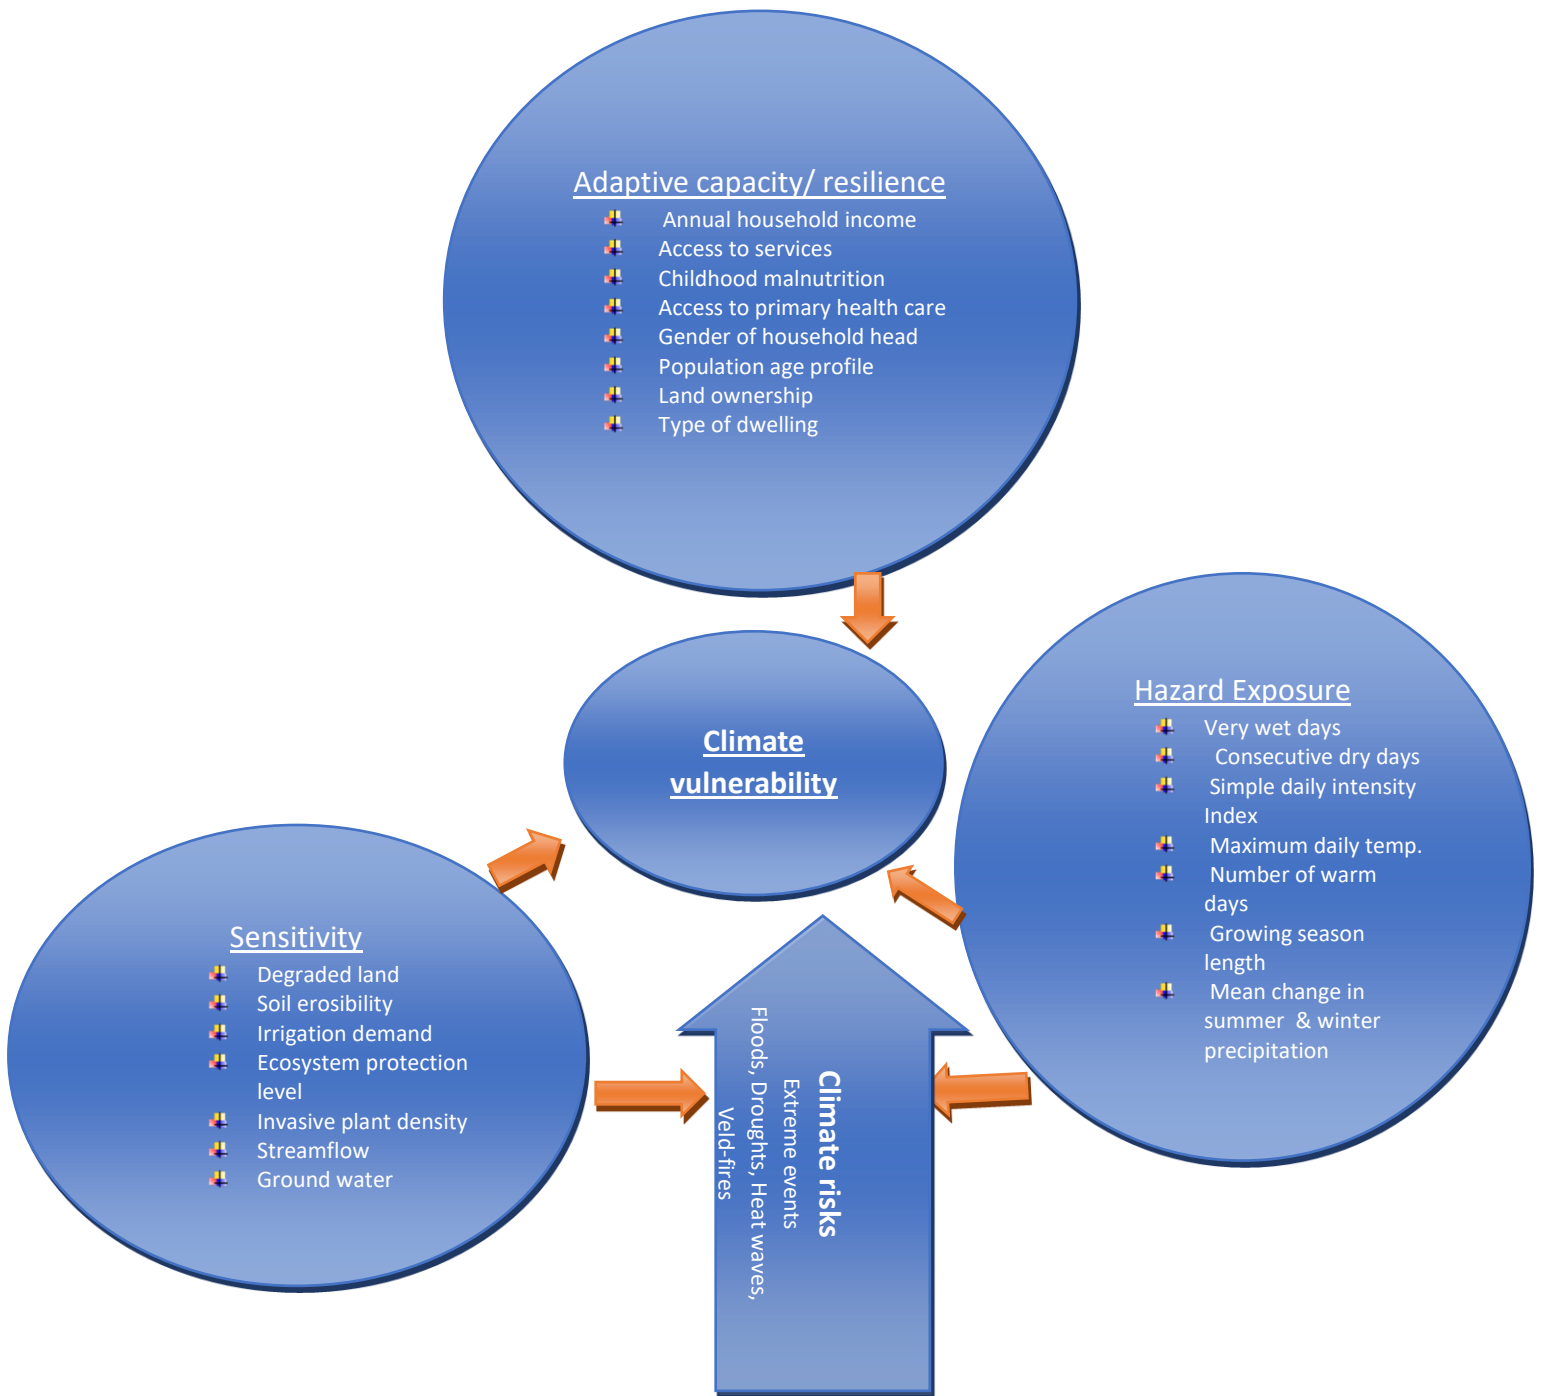 Adaptive capacity/ resilience
Annual household income
Access to services
Childhood malnutrition
Access to primary health care
Gender of household head
Population age profile
Land ownership
Type of dwelling
Climate
vulnerability
Hazard Exposure
Very wet days
Consecutive dry days
Simple daily intensity
Index
Maximum daily temp.
Number of warm
days
Growing season
length
Mean change in
summer & winter
precipitation
Sensitivity
Degraded land
Soil erosibility
Irrigation demand
Ecosystem protection
level
Invasive plant density
Streamflow
Ground water
Climate risks
Extreme events
Floods, Droughts, Heat waves,
Veld-fires